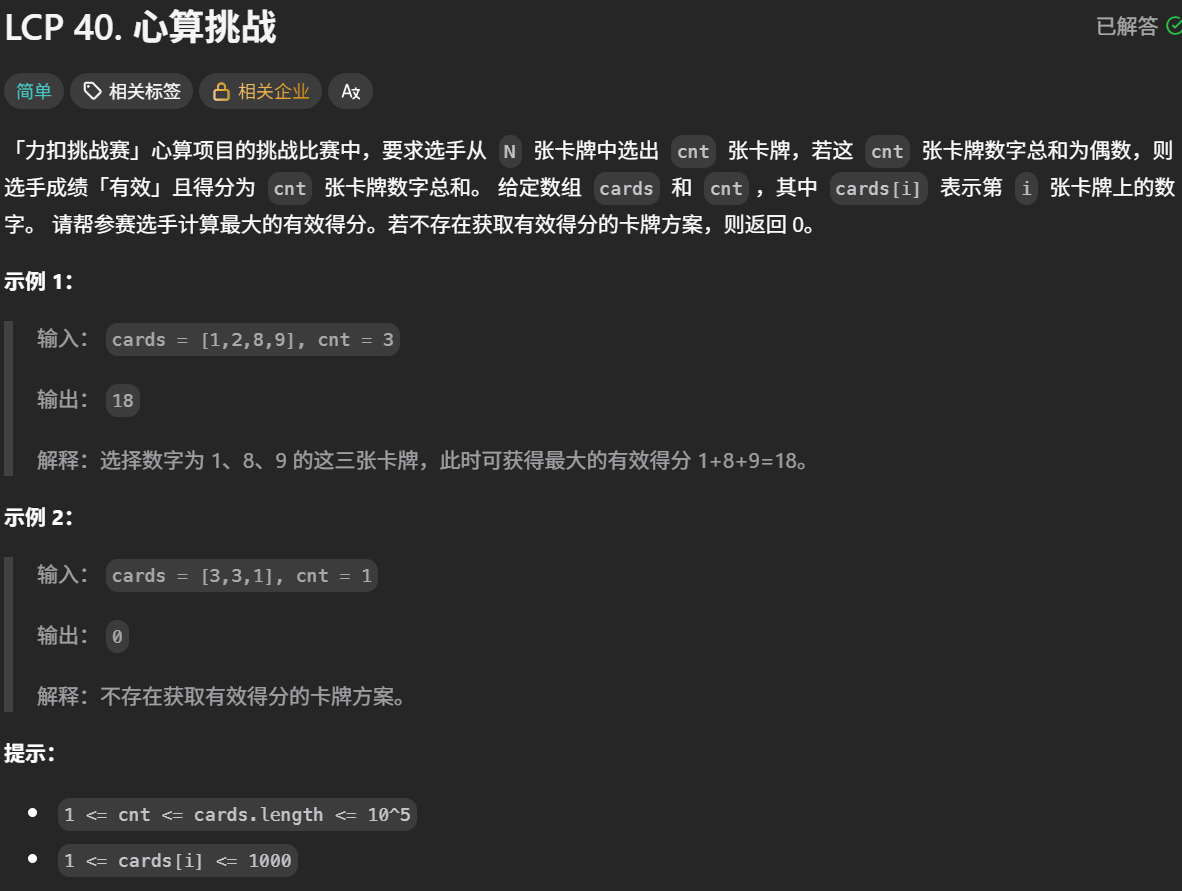 LCP 40. 心算挑战
已解答
简单 相关标签 相关企业
「力扣挑战赛」心算项目的挑战比赛中，要求选手从 N 张卡牌中选出 cnt 张卡牌，若这 cnt 张卡牌数字总和为偶数，则
选手成绩「有效」且得分为 cnt 张卡牌数字总和。 给定数组 cards 和 cnt ，其中 cards[i] 表示第 i 张卡牌上的数
字。 请帮参赛选手计算最大的有效得分。若不存在获取有效得分的卡牌方案，则返回 0。
示例 1：
输入： cards = [1,2,8,9], cnt = 3
输出： 18
解释：选择数字为 1、8、9 的这三张卡牌，此时可获得最大的有效得分 1+8+9=18。
示例 2：
输入： cards = [3,3,1], cnt = 1
输出： 0
解释：不存在获取有效得分的卡牌方案。
提示：
1 <= cnt <= cards.length <= 10^5
1 <= cards[i] <= 1000